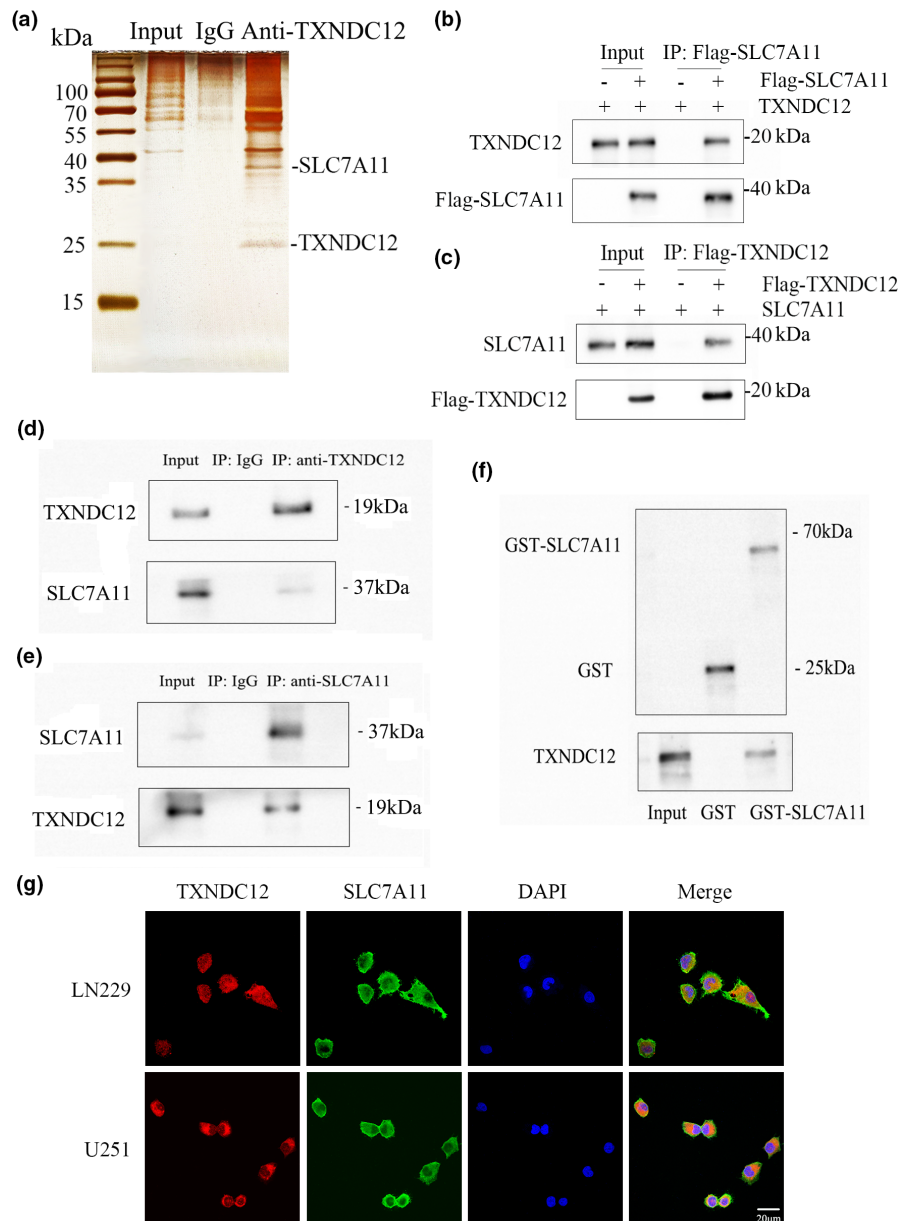 (a)
kDa Input IgG Anti-TXNDC12
100
70
55
40
35
25
15
-SLC7A11
-TXNDC12
(b)
Input IP: Flag-SLC7A11
- + - + Flag-SLC7A11
+ + + + TXNDC12
TXNDC12 -20 kDa
Flag-SLC7A11 -40 kDa
(c)
Input IP: Flag-TXNDC12
- + - + Flag-TXNDC12
+ + + + SLC7A11
SLC7A11 -40 kDa
Flag-TXNDC12 -20 kDa
(d)
Input IP: IgG IP: anti-TXNDC12
TXNDC12 - 19kDa
SLC7A11 - 37kDa
(e)
Input IP: IgG IP: anti-SLC7A11
SLC7A11 - 37kDa
TXNDC12 - 19kDa
(f)
GST-SLC7A11 - 70kDa
GST - 25kDa
TXNDC12
Input GST GST-SLC7A11
(g)
TXNDC12 SLC7A11 DAPI Merge
LN229
U251
20μm